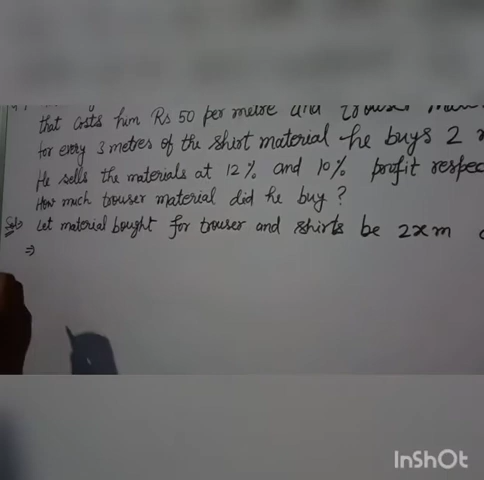 that costs him Rs 50 per metre and trouser
for every 3 metres of the shirt material he buys 2
He sells the materials at 12% and 10% profit respec
How much trouser material did he buy ?
Sol> Let material bought for trouser and shirts be 2x m
⇒
InShOt